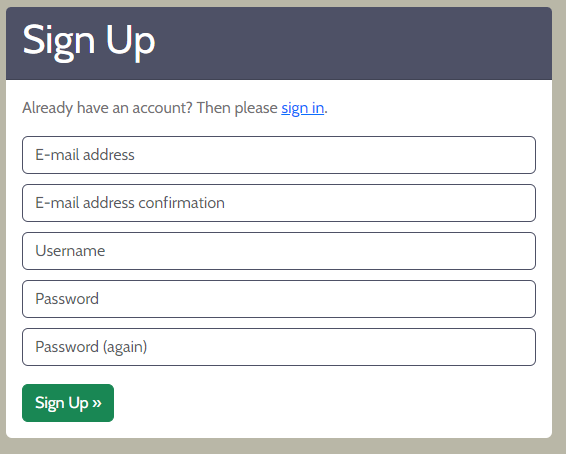 Sign Up
Already have an account? Then please sign in.
E-mail address
E-mail address confirmation
Username
Password
Password (again)
Sign Up »